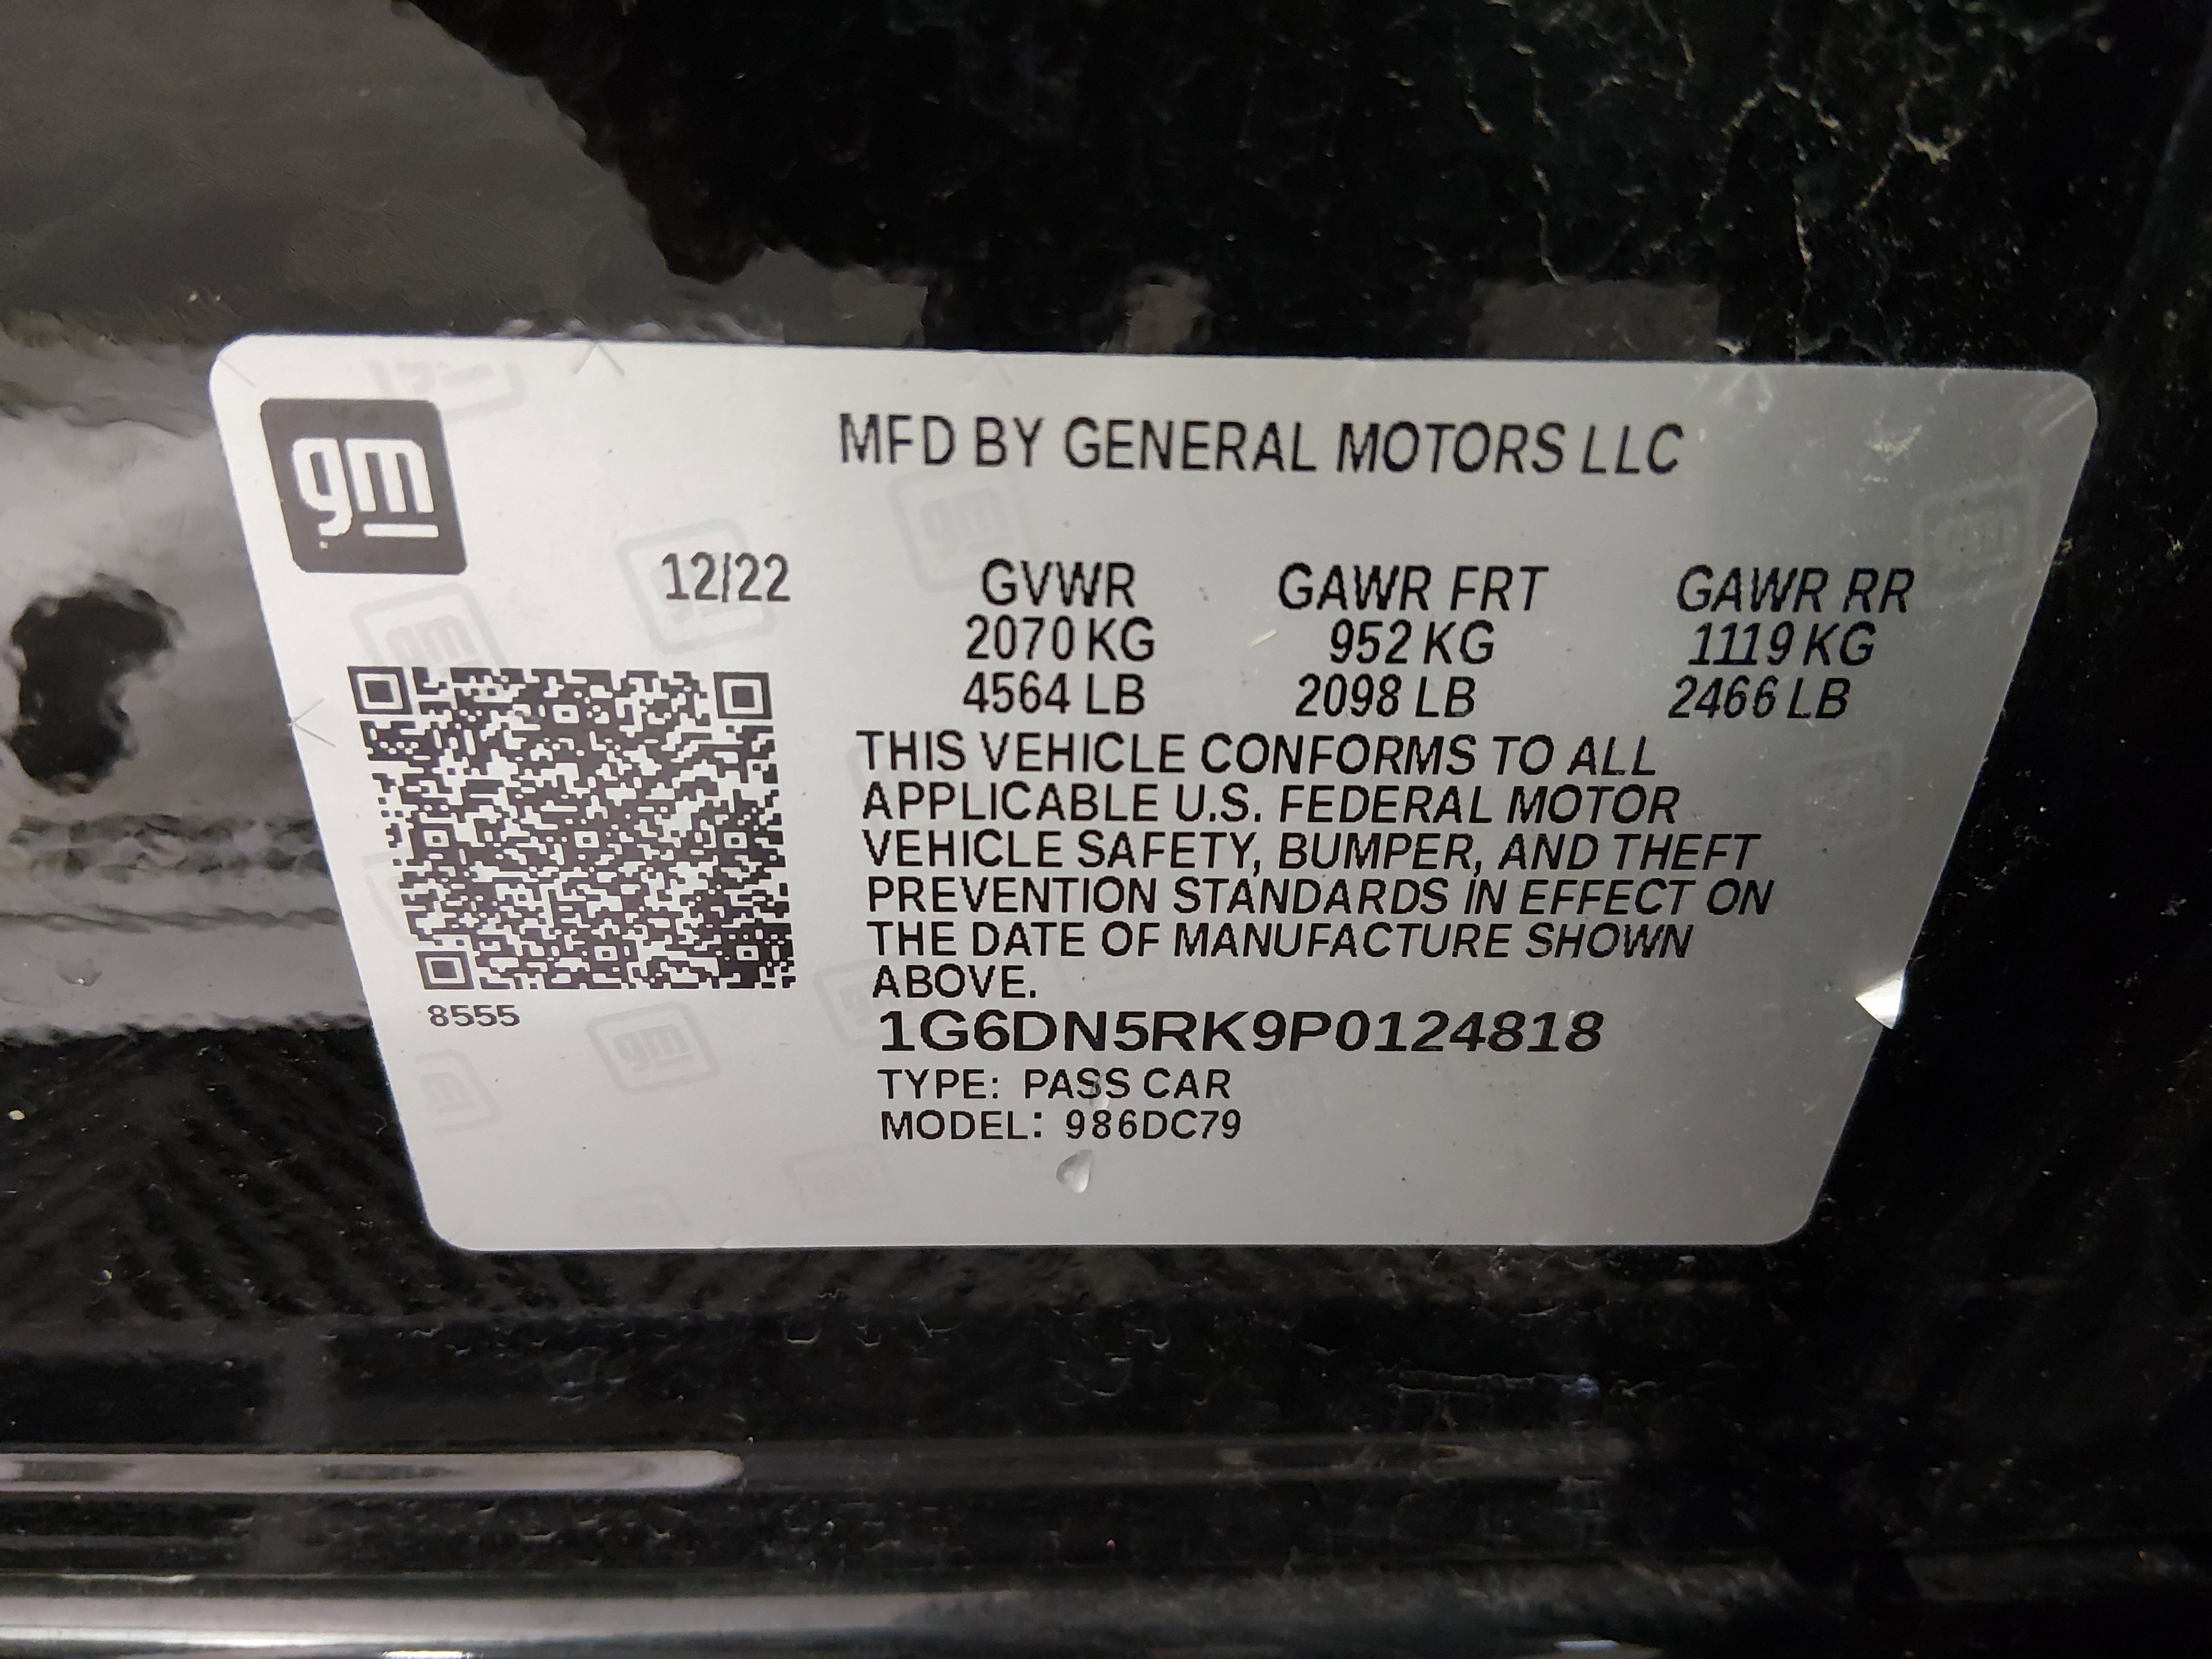 gm
MFD BY GENERAL MOTORS LLC
12/22
GVWR GAWR FRT GAWR RR
2070 KG 952 KG 1119 KG
4564 LB 2098 LB 2466 LB
THIS VEHICLE CONFORMS TO ALL
APPLICABLE U.S. FEDERAL MOTOR
VEHICLE SAFETY, BUMPER, AND THEFT
PREVENTION STANDARDS IN EFFECT ON
THE DATE OF MANUFACTURE SHOWN
ABOVE.
8555
1G6DN5RK9P0124818
TYPE: PASS CAR
MODEL: 986DC79